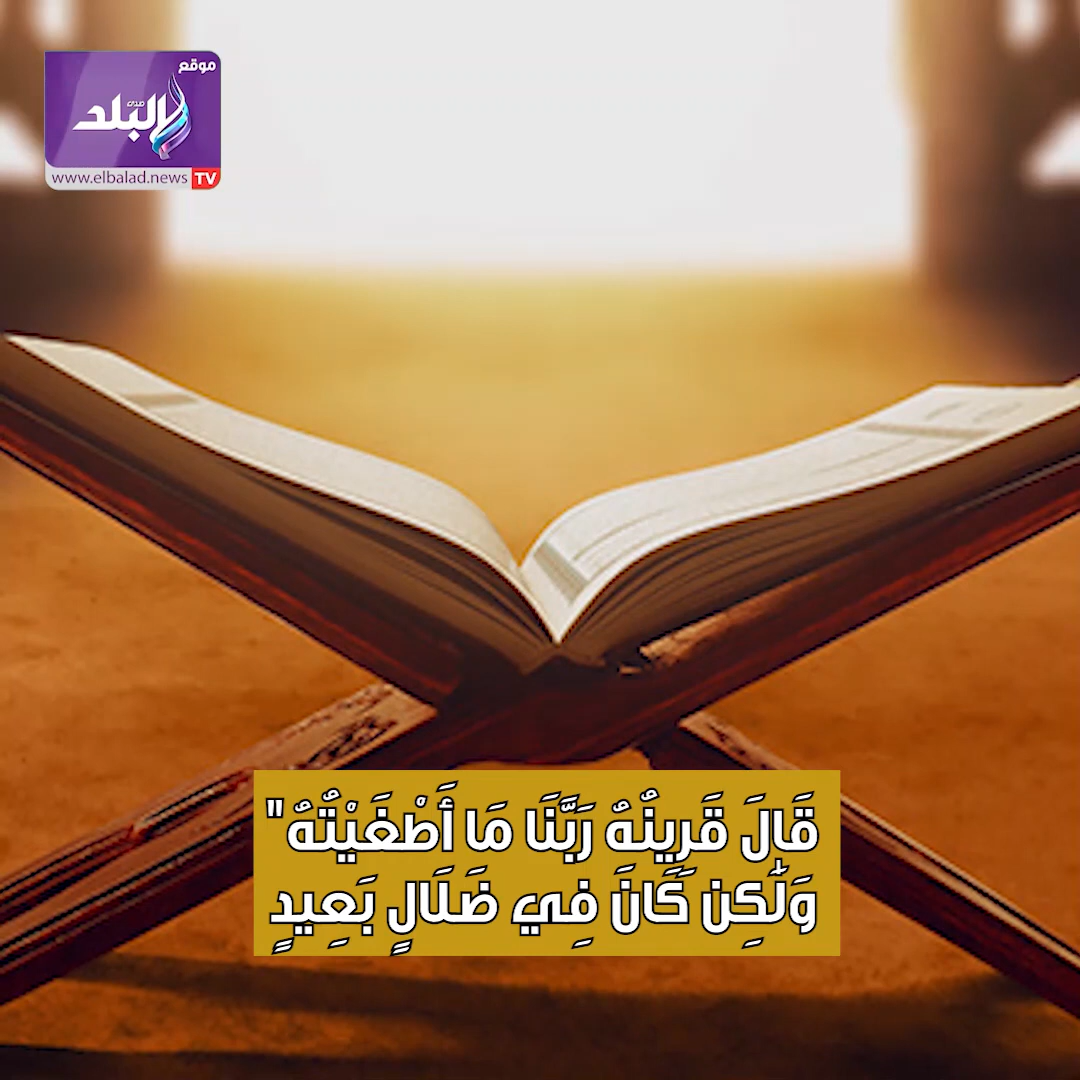 موقع
صدى
البلد
www.elbalad.news TV
قَالَ قَرِينُهُ رَبَّنَا مَا أَطْغَيْتُهُ"
وَلَٰكِن كَانَ فِي ضَلَالٍ بَعِيدٍ